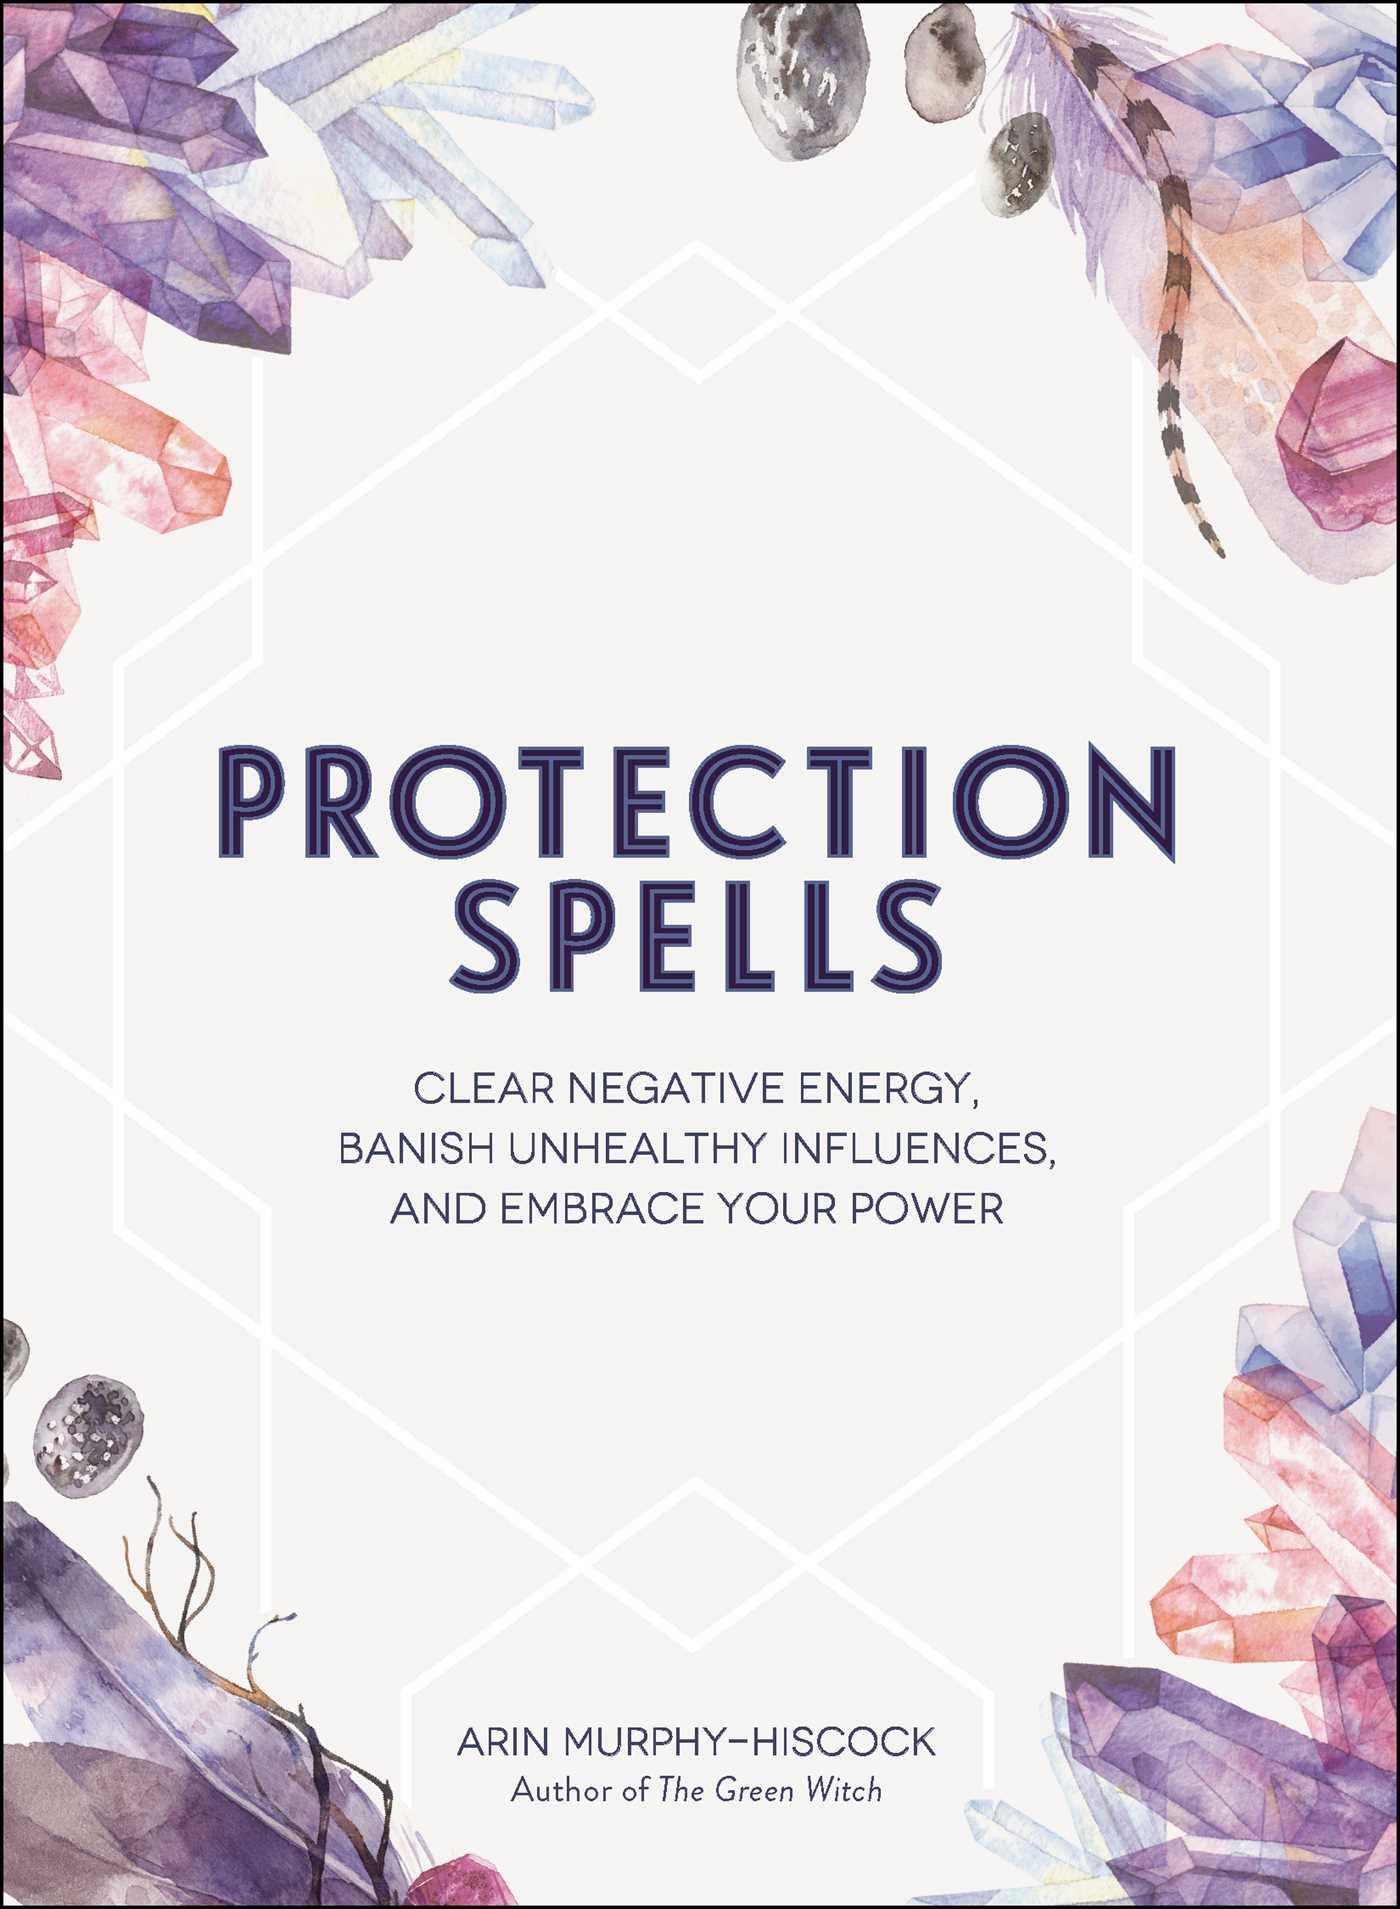 PROTECTION
SPELLS
CLEAR NEGATIVE ENERGY,
BANISH UNHEALTHY INFLUENCES,
AND EMBRACE YOUR POWER
ARIN MURPHY-HISCOCK
Author of The Green Witch